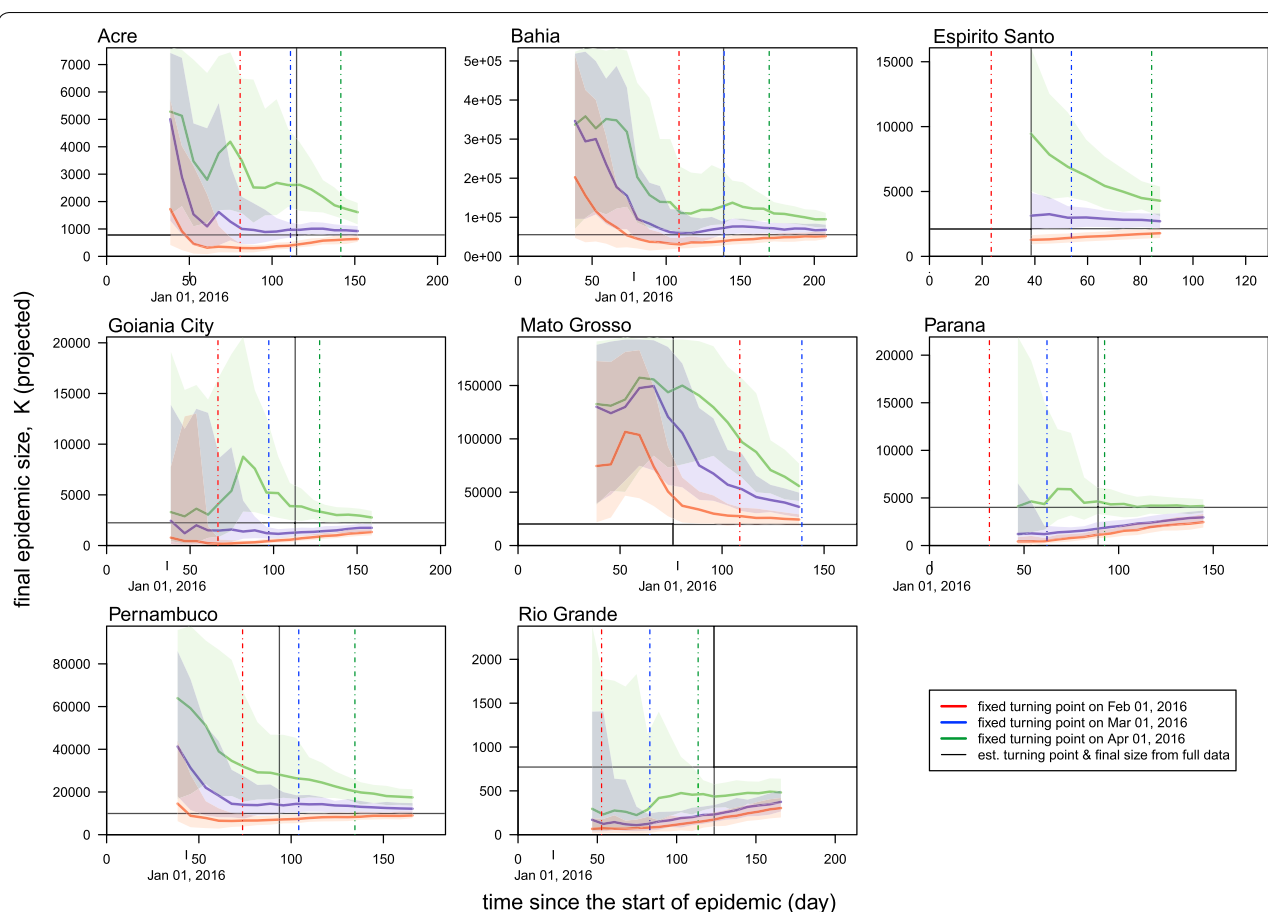 Acre
7000
6000
5000
4000
3000
2000
1000
0
0 50 100 150 200
Jan 01, 2016
Bahia
5e+05
4e+05
3e+05
2e+05
1e+05
0e+00
0 50 100 150 200
Jan 01, 2016
Espirito Santo
15000
10000
5000
0
0 20 40 60 80 100 120
Goiania City
20000
15000
10000
5000
0
0 50 100 150 200
Jan 01, 2016
Mato Grosso
150000
100000
50000
0
0 50 100 150
Jan 01, 2016
Parana
20000
15000
10000
5000
0
0 50 100 150
Jan 01, 2016
Pernambuco
80000
60000
40000
20000
0
0 50 100 150
Jan 01, 2016
Rio Grande
2000
1500
1000
500
0
0 50 100 150 200
Jan 01, 2016
fixed turning point on Feb 01, 2016
fixed turning point on Mar 01, 2016
fixed turning point on Apr 01, 2016
est. turning point & final size from full data
final epidemic size, K (projected)
time since the start of epidemic (day)